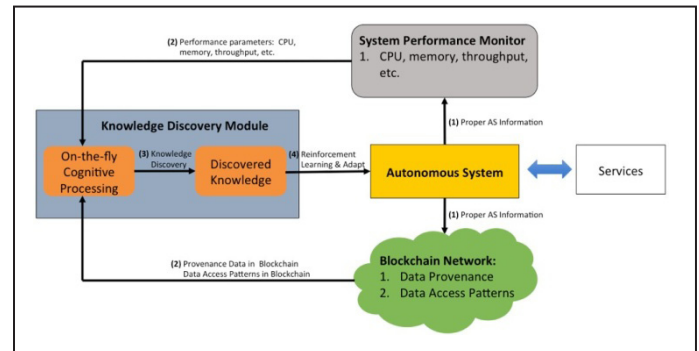 (2) Performance parameters: CPU,
memory, throughput, etc.
System Performance Monitor
1. CPU, memory, throughput,
etc.
(1) Proper AS Information
Knowledge Discovery Module
On-the-fly
Cognitive
Processing
(3) Knowledge
Discovery
Discovered
Knowledge
(4) Reinforcement
Learning & Adapt
Autonomous System
Services
(1) Proper AS Information
(2) Provenance Data in Blockchain
Data Access Patterns in Blockchain
Blockchain Network:
1. Data Provenance
2. Data Access Patterns